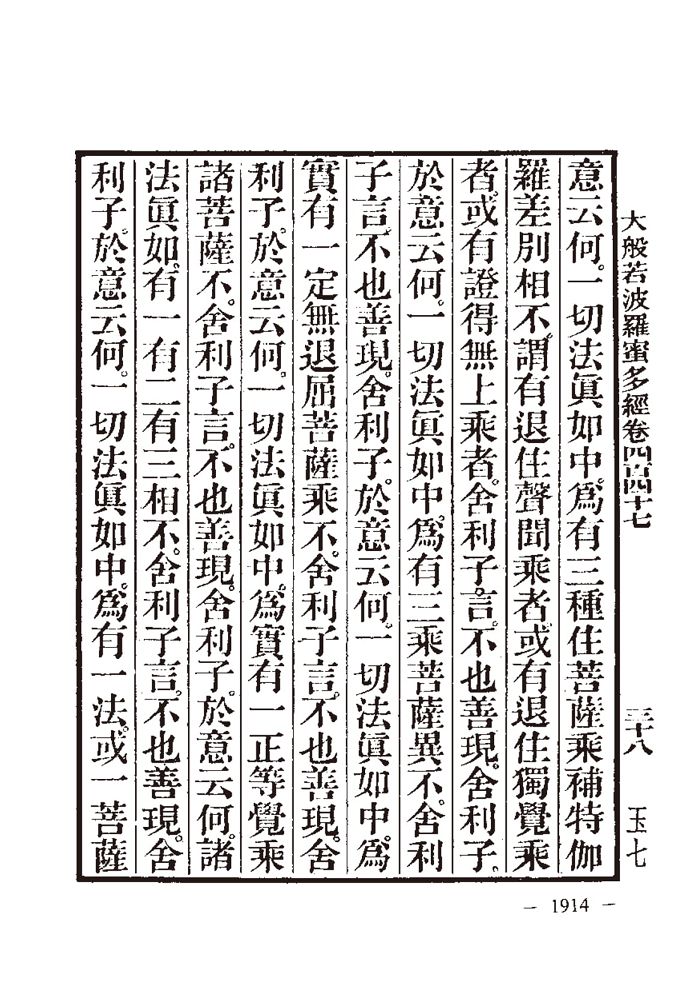 大般若波羅蜜多經卷四百四十七
三十八
玉七
意云何。一切法眞如中。爲有三種住菩薩乘補特伽
羅差別相不。謂有退住聲聞乘者。或有退住獨覺乘
者。或有證得無上乘者。舍利子言。不也善現。舍利子。
於意云何。一切法眞如中。爲有三乘菩薩異不。舍利
子言。不也善現。舍利子。於意云何。一切法眞如中。爲
實有一定無退屈菩薩乘不。舍利子言。不也善現。舍
利子。於意云何。一切法眞如中。爲實有一正等覺乘
諸菩薩不。舍利子言。不也善現。舍利子。於意云何。諸
法眞如。有一有二有三相不。舍利子言。不也善現。舍
利子。於意云何。一切法眞如中。爲有一法。或一菩薩
— 1914 —